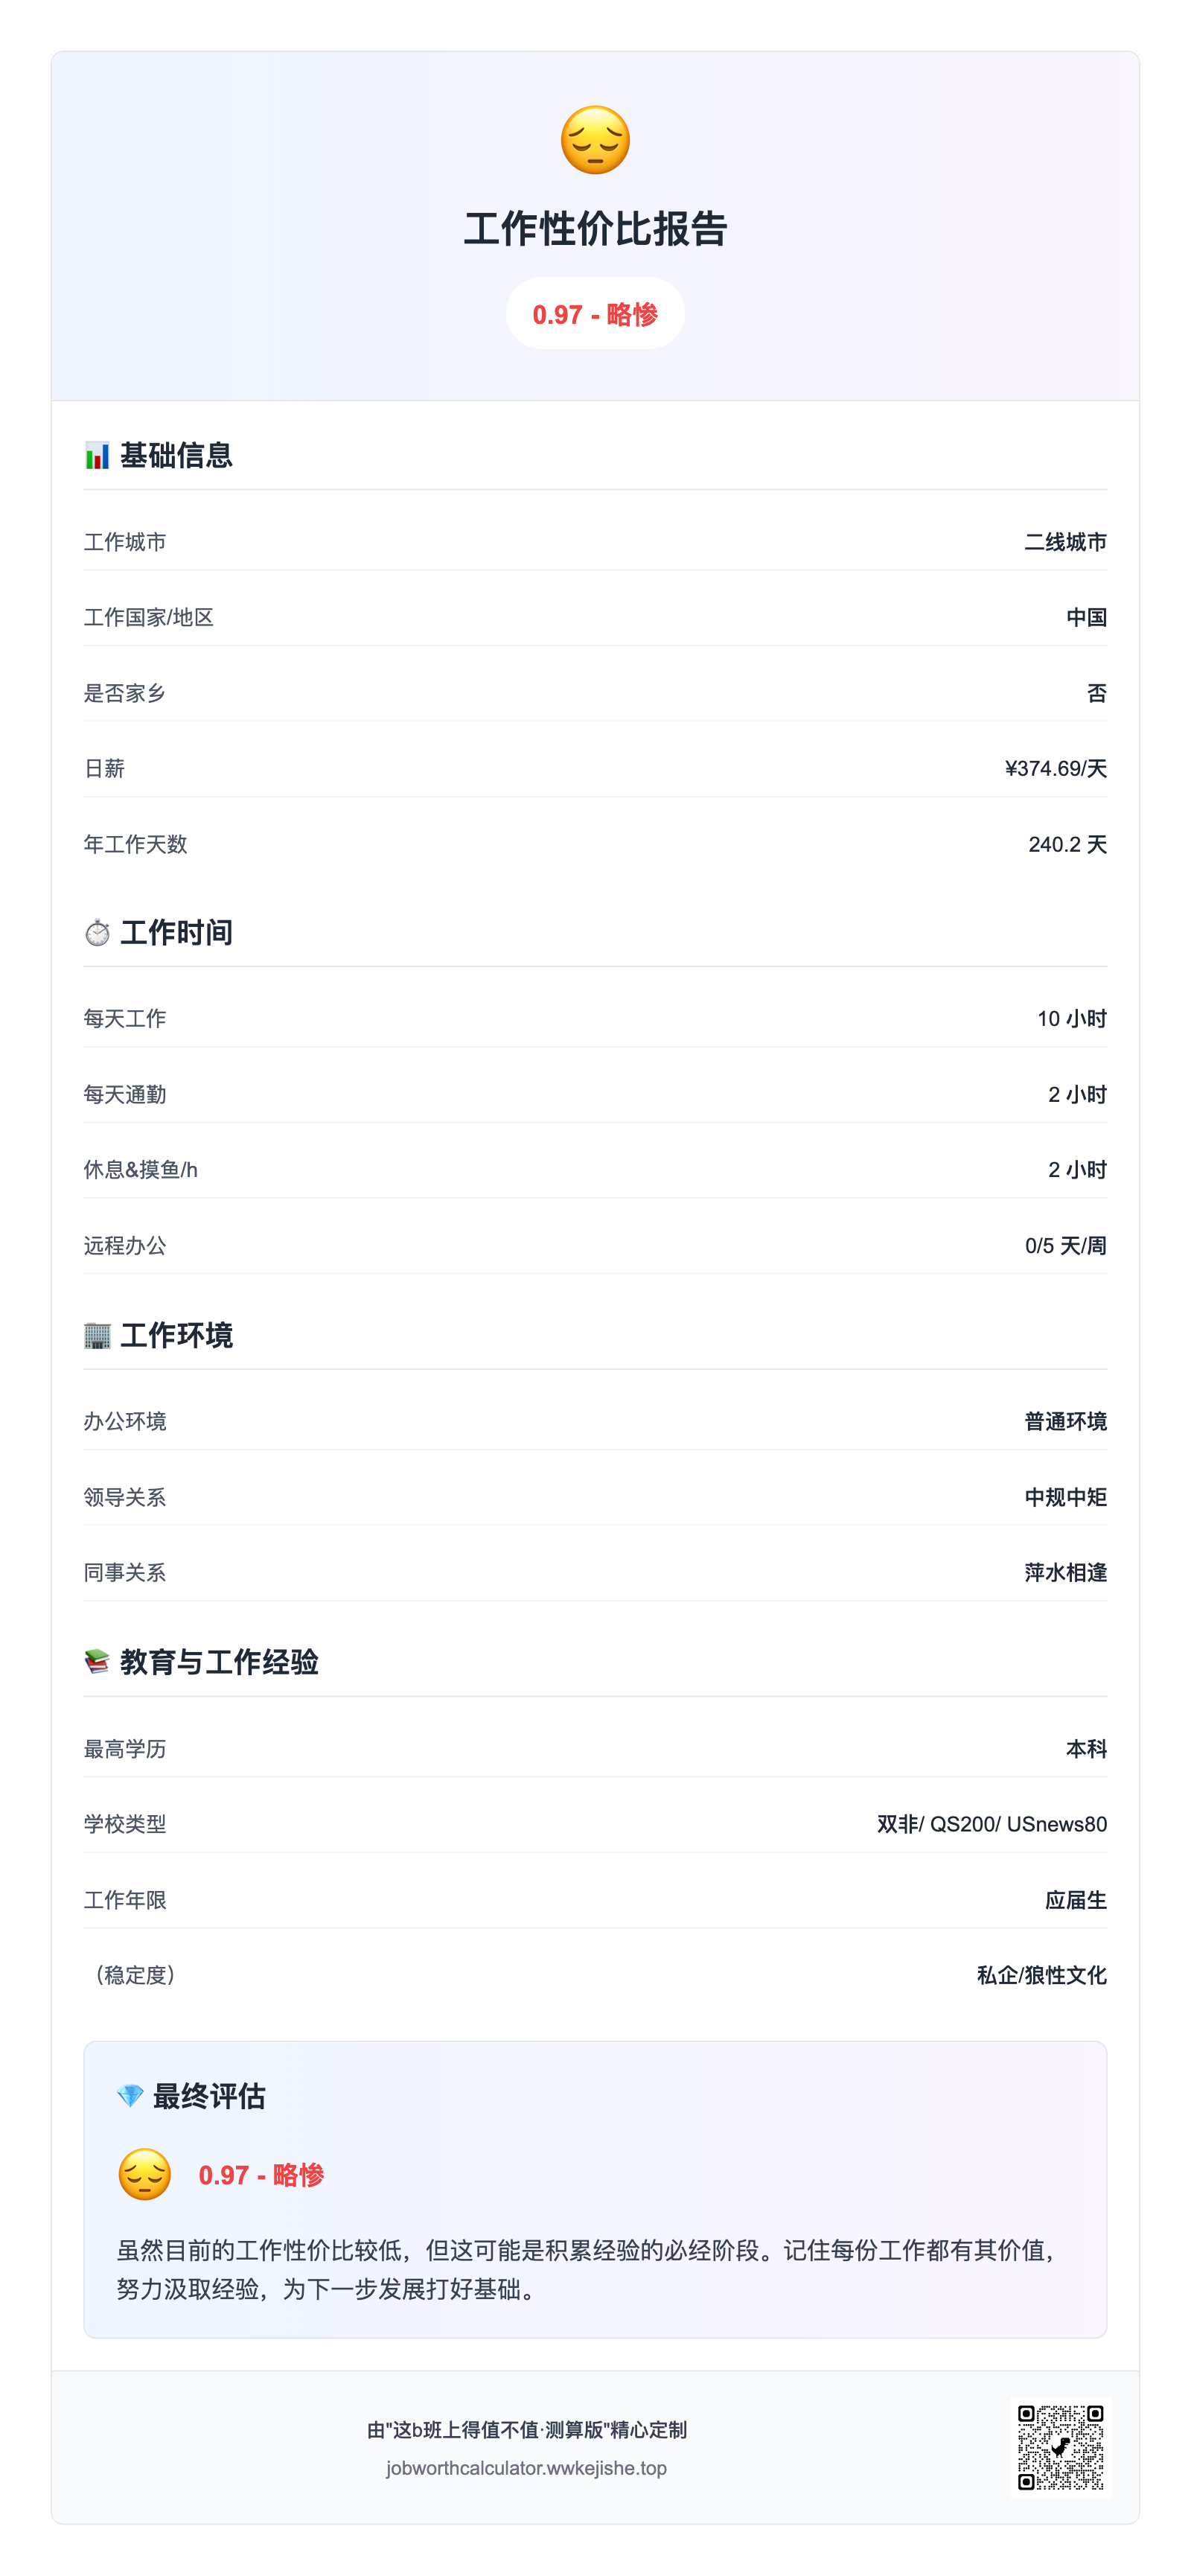 工作性价比报告
0.97 - 略惨
基础信息
工作城市 二线城市
工作国家/地区 中国
是否家乡 否
日薪 ¥374.69/天
年工作天数 240.2 天
工作时间
每天工作 10 小时
每天通勤 2 小时
休息&摸鱼/h 2 小时
远程办公 0/5 天/周
工作环境
办公环境 普通环境
领导关系 中规中矩
同事关系 萍水相逢
教育与工作经验
最高学历 本科
学校类型 双非/ QS200/ USnews80
工作年限 应届生
（稳定度） 私企/狼性文化
最终评估
0.97 - 略惨
虽然目前的工作性价比较低，但这可能是积累经验的必经阶段。记住每份工作都有其价值，
努力汲取经验，为下一步发展打好基础。
由"这b班上得值不值·测算版"精心定制
jobworthcalculator.wwkejishe.top